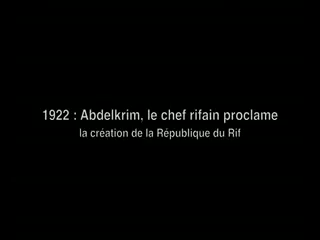 1922 : Abdelkrim, le chef rifain proclame
la création de la République du Rif